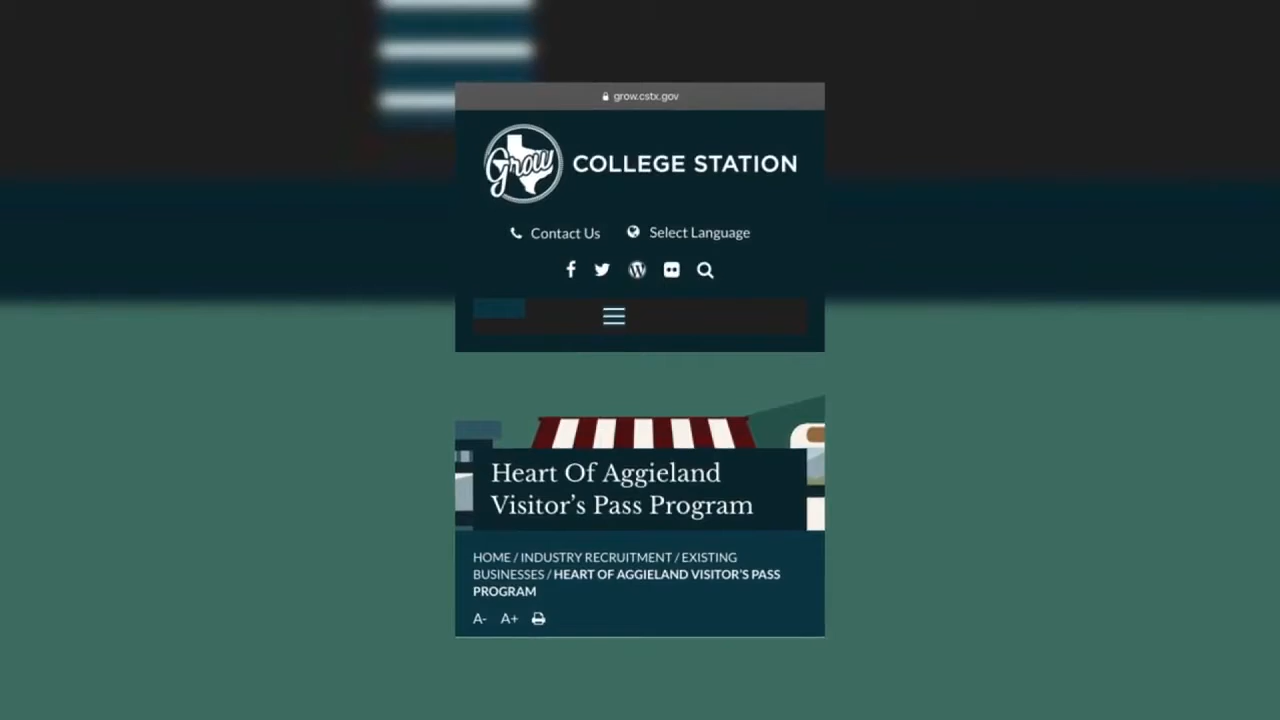 grow.cstx.gov
Grow COLLEGE STATION
Contact Us Select Language
Heart Of Aggieland
Visitor's Pass Program
HOME / INDUSTRY RECRUITMENT / EXISTING
BUSINESSES / HEART OF AGGIELAND VISITOR'S PASS
PROGRAM
A- A+